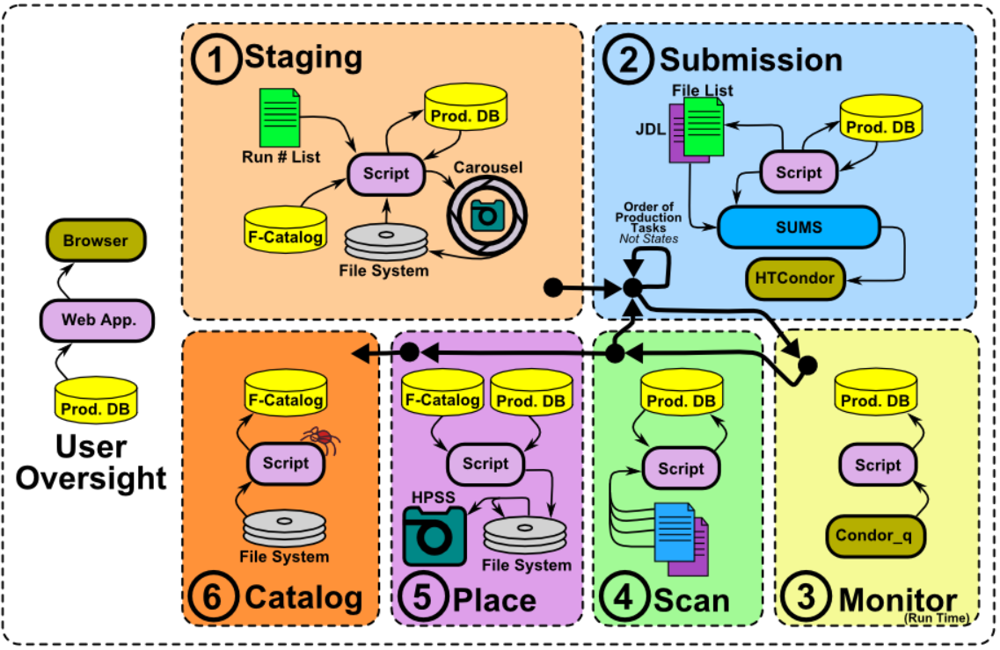 1 Staging
Run # List
Prod. DB
Script
Carousel
F-Catalog
File System
2 Submission
File List
JDL
Prod. DB
Script
SUMS
HTCondor
Order of
Production
Tasks
Not States
Browser
Web App.
Prod. DB
User
Oversight
F-Catalog
Script
File System
6 Catalog
F-Catalog
Prod. DB
Script
HPSS
File System
5 Place
Prod. DB
Script
4 Scan
Prod. DB
Script
Condor_q
3 Monitor
(Run Time)